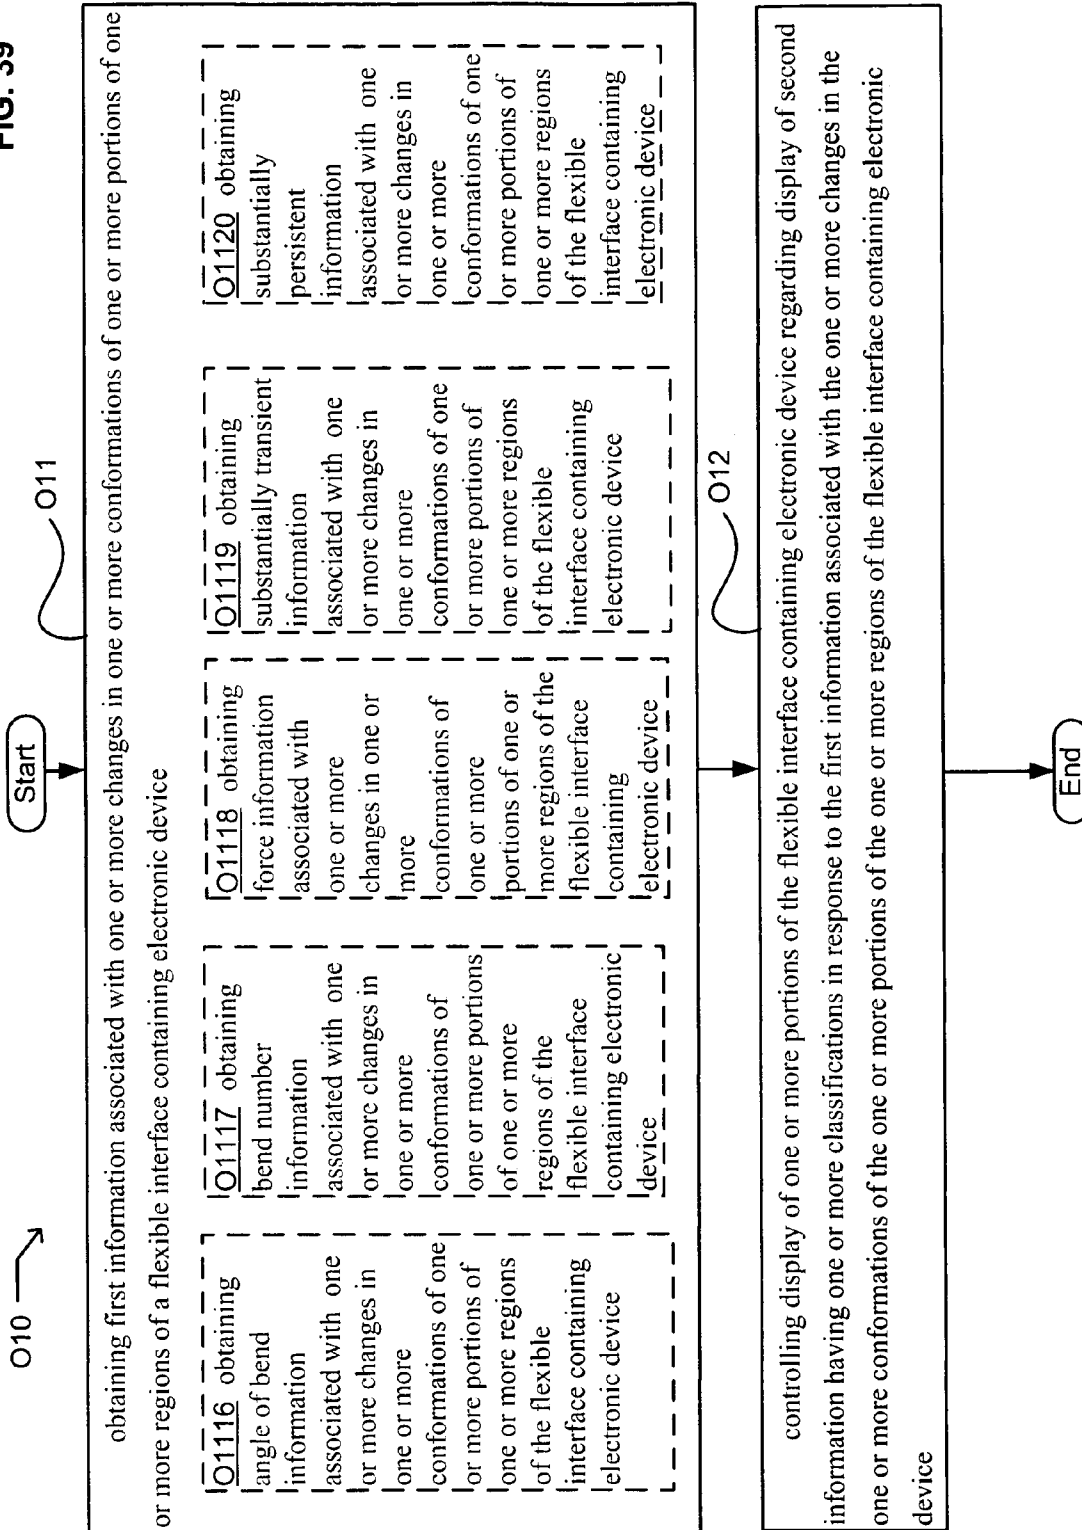 FIG. 39
O10
Start
O11
obtaining first information associated with one or more changes in one or more conformations of one or more portions of one
or more regions of a flexible interface containing electronic device
O1116 obtaining
angle of bend
information
associated with one
or more changes in
one or more
conformations of one
or more portions of
one or more regions
of the flexible
interface containing
electronic device
O1117 obtaining
bend number
information
associated with one
or more changes in
one or more
conformations of
one or more portions
of one or more
regions of the
flexible interface
containing electronic
device
O1118 obtaining
force information
associated with
one or more
changes in one or
more
conformations of
one or more
portions of one or
more regions of the
flexible interface
containing
electronic device
O1119 obtaining
substantially transient
information
associated with one
or more changes in
one or more
conformations of one
or more portions of
one or more regions
of the flexible
interface containing
electronic device
O1120 obtaining
substantially
persistent
information
associated with one
or more changes in
one or more
conformations of one
or more portions of
one or more regions
of the flexible
interface containing
electronic device
O12
controlling display of one or more portions of the flexible interface containing electronic device regarding display of second
information having one or more classifications in response to the first information associated with the one or more changes in the
one or more conformations of the one or more portions of the one or more regions of the flexible interface containing electronic
device
End